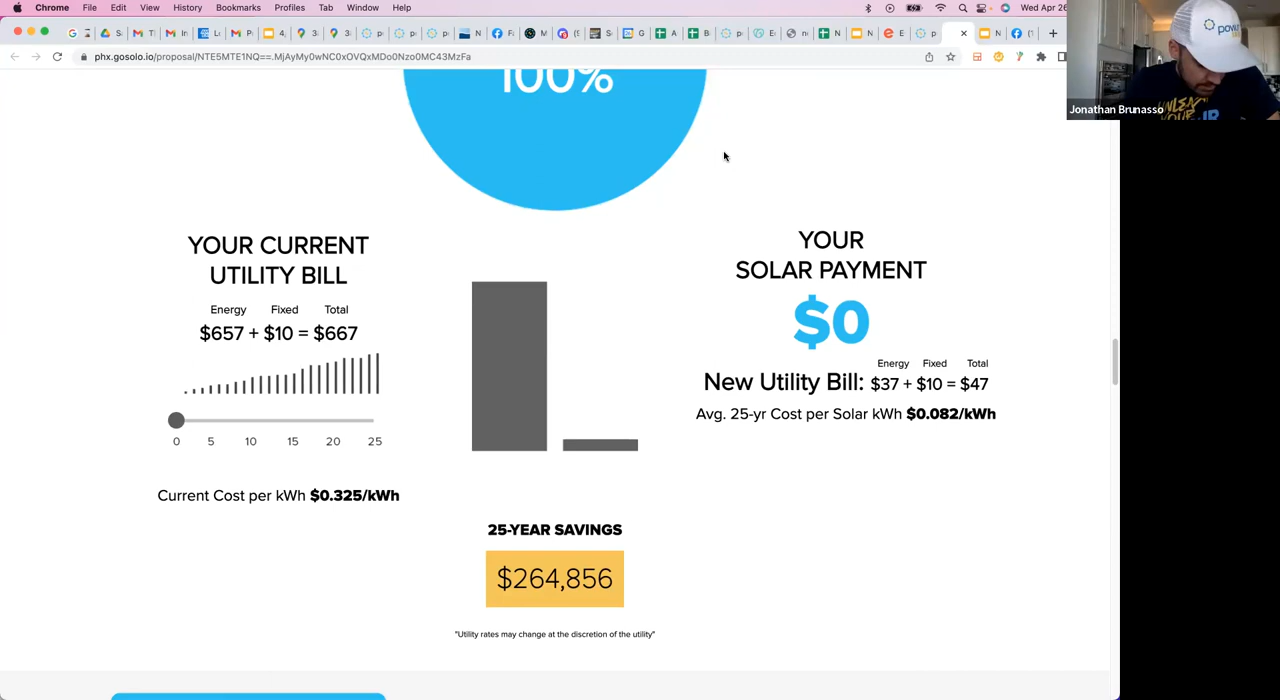 Chrome File Edit View History Bookmarks Profiles Tab Window Help
Wed Apr 26
phx.gosolo.io/proposal/NTE5MTE1NQ==.MjAyMy0wNC0xOVQxMDo0Nzo0MC43MzFa
Jonathan Brunasso
100%
YOUR CURRENT
UTILITY BILL
Energy Fixed Total
$657 + $10 = $667
0 5 10 15 20 25
Current Cost per kWh $0.325/kWh
25-YEAR SAVINGS
$264,856
"Utility rates may change at the discretion of the utility"
YOUR
SOLAR PAYMENT
$0
Energy Fixed Total
New Utility Bill: $37 + $10 = $47
Avg. 25-yr Cost per Solar kWh $0.082/kWh